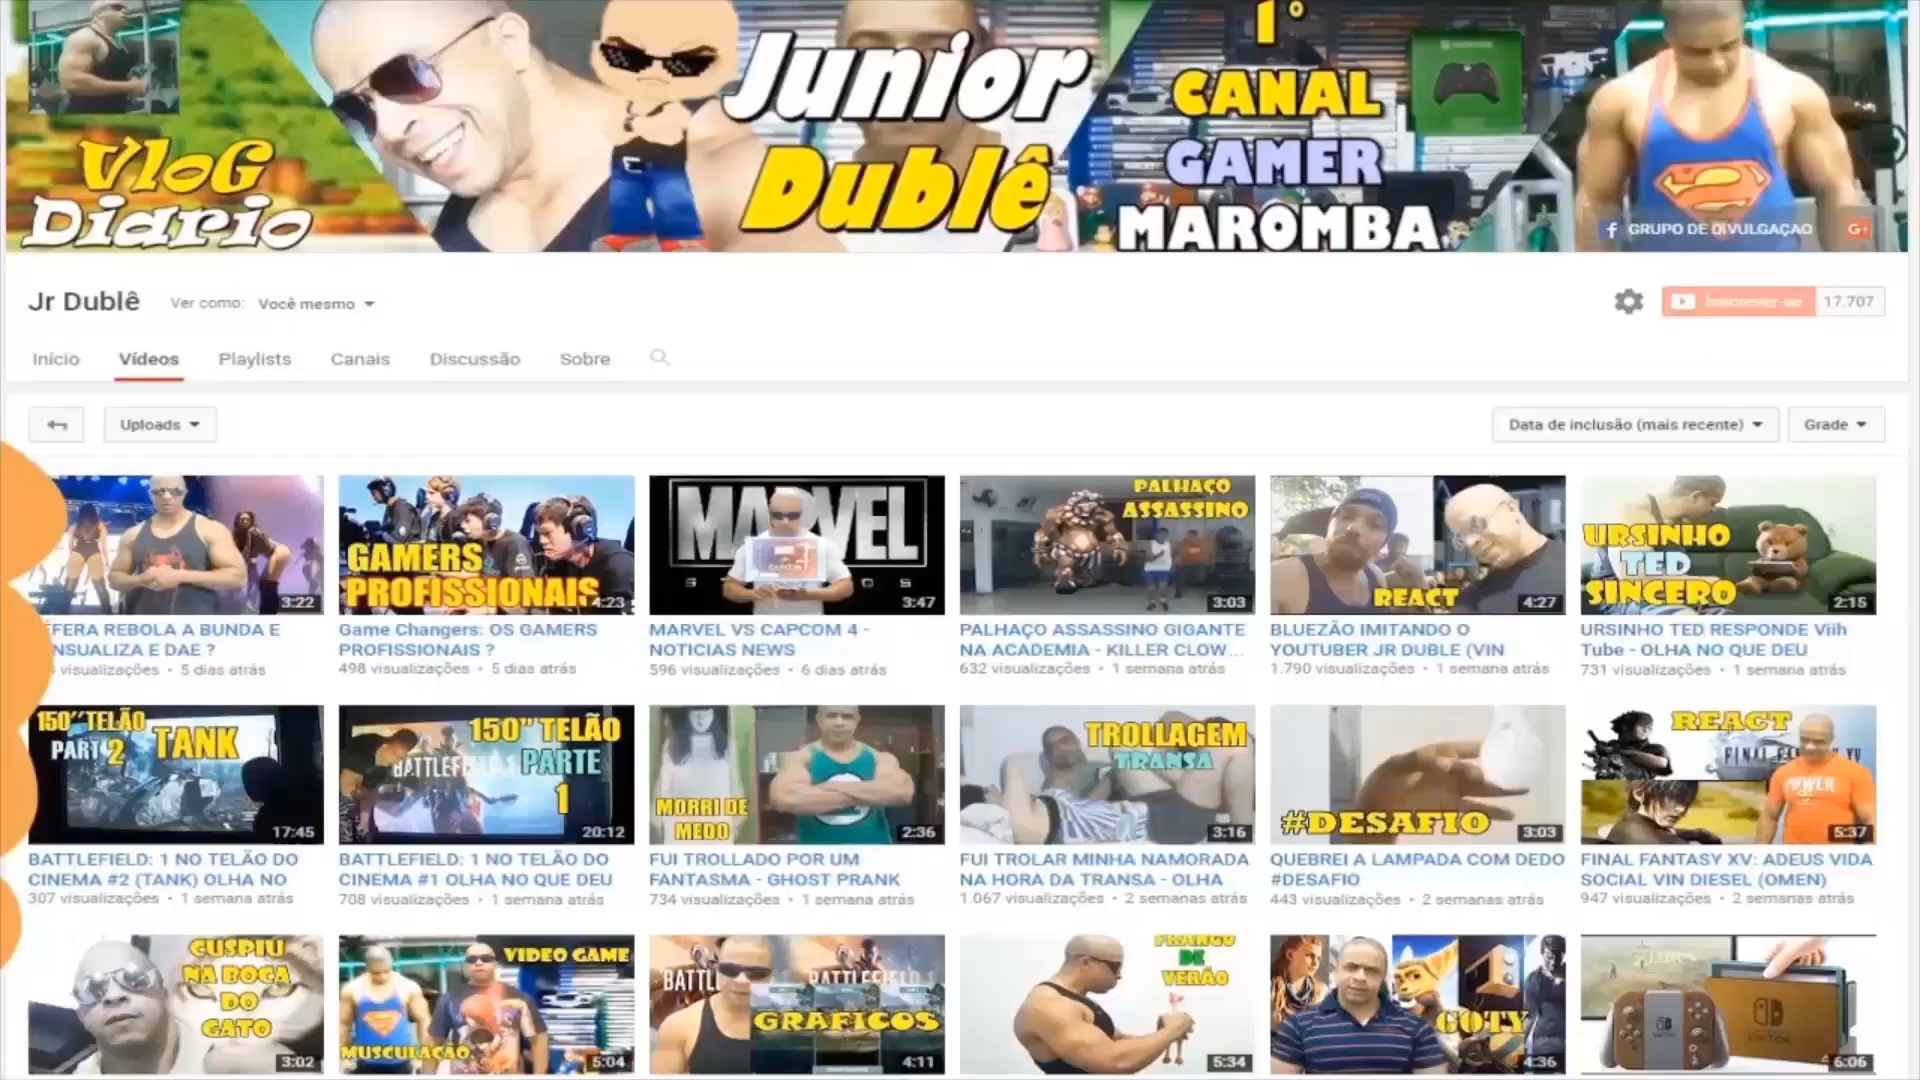 Vlog
Diario
Junior
Dublê
1º
CANAL
GAMER
MAROMBA
GRUPO DE DIVULGAÇÃO
G+
Jr Dublê
Ver como: Você mesmo
Inscrever-se 17.707
Início Vídeos Playlists Canais Discussão Sobre
Uploads
Data de inclusão (mais recente)
Grade
3:22
FERA REBOLA A BUNDA E
NSUALIZA E DAE ?
visualizações • 5 dias atrás
GAMERS
PROFISSIONAIS
4:23
Game Changers: OS GAMERS
PROFISSIONAIS ?
498 visualizações • 5 dias atrás
MARVEL
3:47
MARVEL VS CAPCOM 4 -
NOTICIAS NEWS
596 visualizações • 6 dias atrás
PALHAÇO
ASSASSINO
3:03
PALHAÇO ASSASSINO GIGANTE
NA ACADEMIA - KILLER CLOW...
632 visualizações • 1 semana atrás
REACT
4:27
BLUEZÃO IMITANDO O
YOUTUBER JR DUBLE (VIN
1.790 visualizações • 1 semana atrás
URSINHO
TED
SINCERO
2:15
URSINHO TED RESPONDE Viih
Tube - OLHA NO QUE DEU
731 visualizações • 1 semana atrás
150" TELÃO
PART 2 TANK
17:45
BATTLEFIELD: 1 NO TELÃO DO
CINEMA #2 (TANK) OLHA NO
307 visualizações • 1 semana atrás
150" TELÃO
PARTE
1
20:12
BATTLEFIELD: 1 NO TELÃO DO
CINEMA #1 OLHA NO QUE DEU
708 visualizações • 1 semana atrás
MORRI DE
MEDO
2:36
FUI TROLLADO POR UM
FANTASMA - GHOST PRANK
734 visualizações • 1 semana atrás
TROLLAGEM
TRANSA
3:16
FUI TROLAR MINHA NAMORADA
NA HORA DA TRANSA - OLHA
1.067 visualizações • 2 semanas atrás
#DESAFIO
3:03
QUEBREI A LAMPADA COM DEDO
#DESAFIO
443 visualizações • 2 semanas atrás
REACT
FINAL FANTASY XV
POWER
5:37
FINAL FANTASY XV: ADEUS VIDA
SOCIAL VIN DIESEL (OMEN)
947 visualizações • 2 semanas atrás
CUSPIU
NA BOCA
DO
GATO
3:02
VIDEO GAME
MUSCULAÇÃO
5:04
BATTLEFIELD 1
GRAFICOS
4:11
FRANGO
DE
VERÃO
5:34
GOTY
4:36
SWITCH
6:06